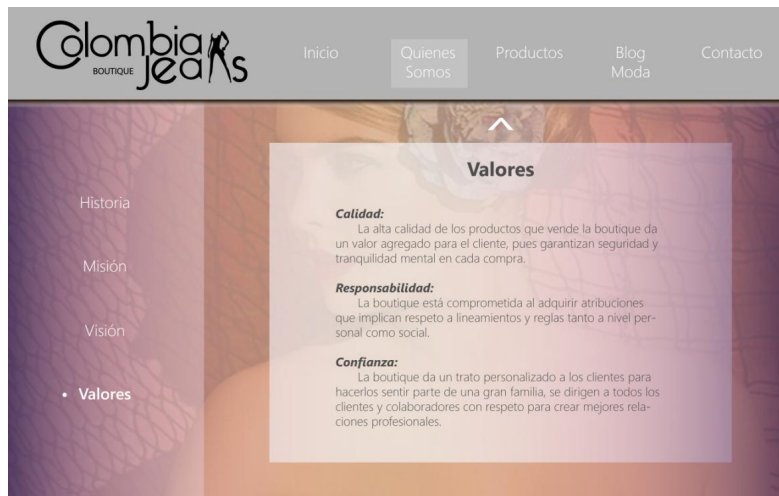 Colombia
BOUTIQUE Jeans
Inicio
Quienes
Somos
Productos
Blog
Moda
Contacto
Historia
Misión
Visión
• Valores
Valores
Calidad:
La alta calidad de los productos que vende la boutique da
un valor agregado para el cliente, pues garantizan seguridad y
tranquilidad mental en cada compra.
Responsabilidad:
La boutique está comprometida al adquirir atribuciones
que implican respeto a lineamientos y reglas tanto a nivel per-
sonal como social.
Confianza:
La boutique da un trato personalizado a los clientes para
hacerlos sentir parte de una gran familia, se dirigen a todos los
clientes y colaboradores con respeto para crear mejores rela-
ciones profesionales.